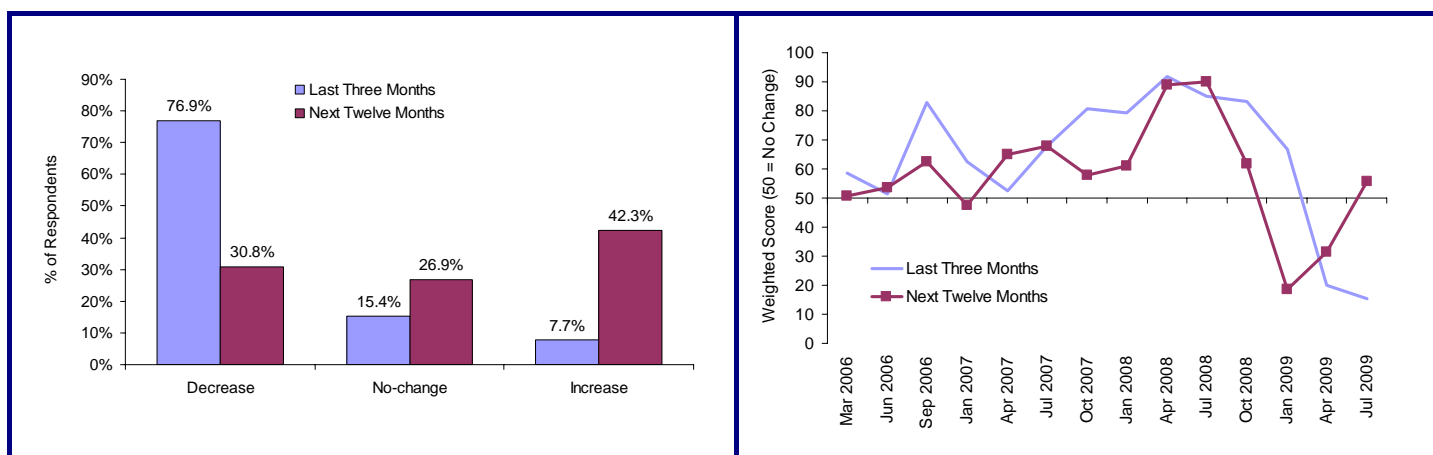 90%
80%
70%
60%
50%
40%
30%
20%
10%
0%
% of Respondents
Last Three Months
Next Twelve Months
76.9%
30.8%
15.4%
26.9%
7.7%
42.3%
Decrease
No-change
Increase
100
90
80
70
60
50
40
30
20
10
0
Weighted Score (50 = No Change)
Last Three Months
Next Twelve Months
Mar 2006
Jun 2006
Sep 2006
Jan 2007
Apr 2007
Jul 2007
Oct 2007
Jan 2008
Apr 2008
Jul 2008
Oct 2008
Jan 2009
Apr 2009
Jul 2009